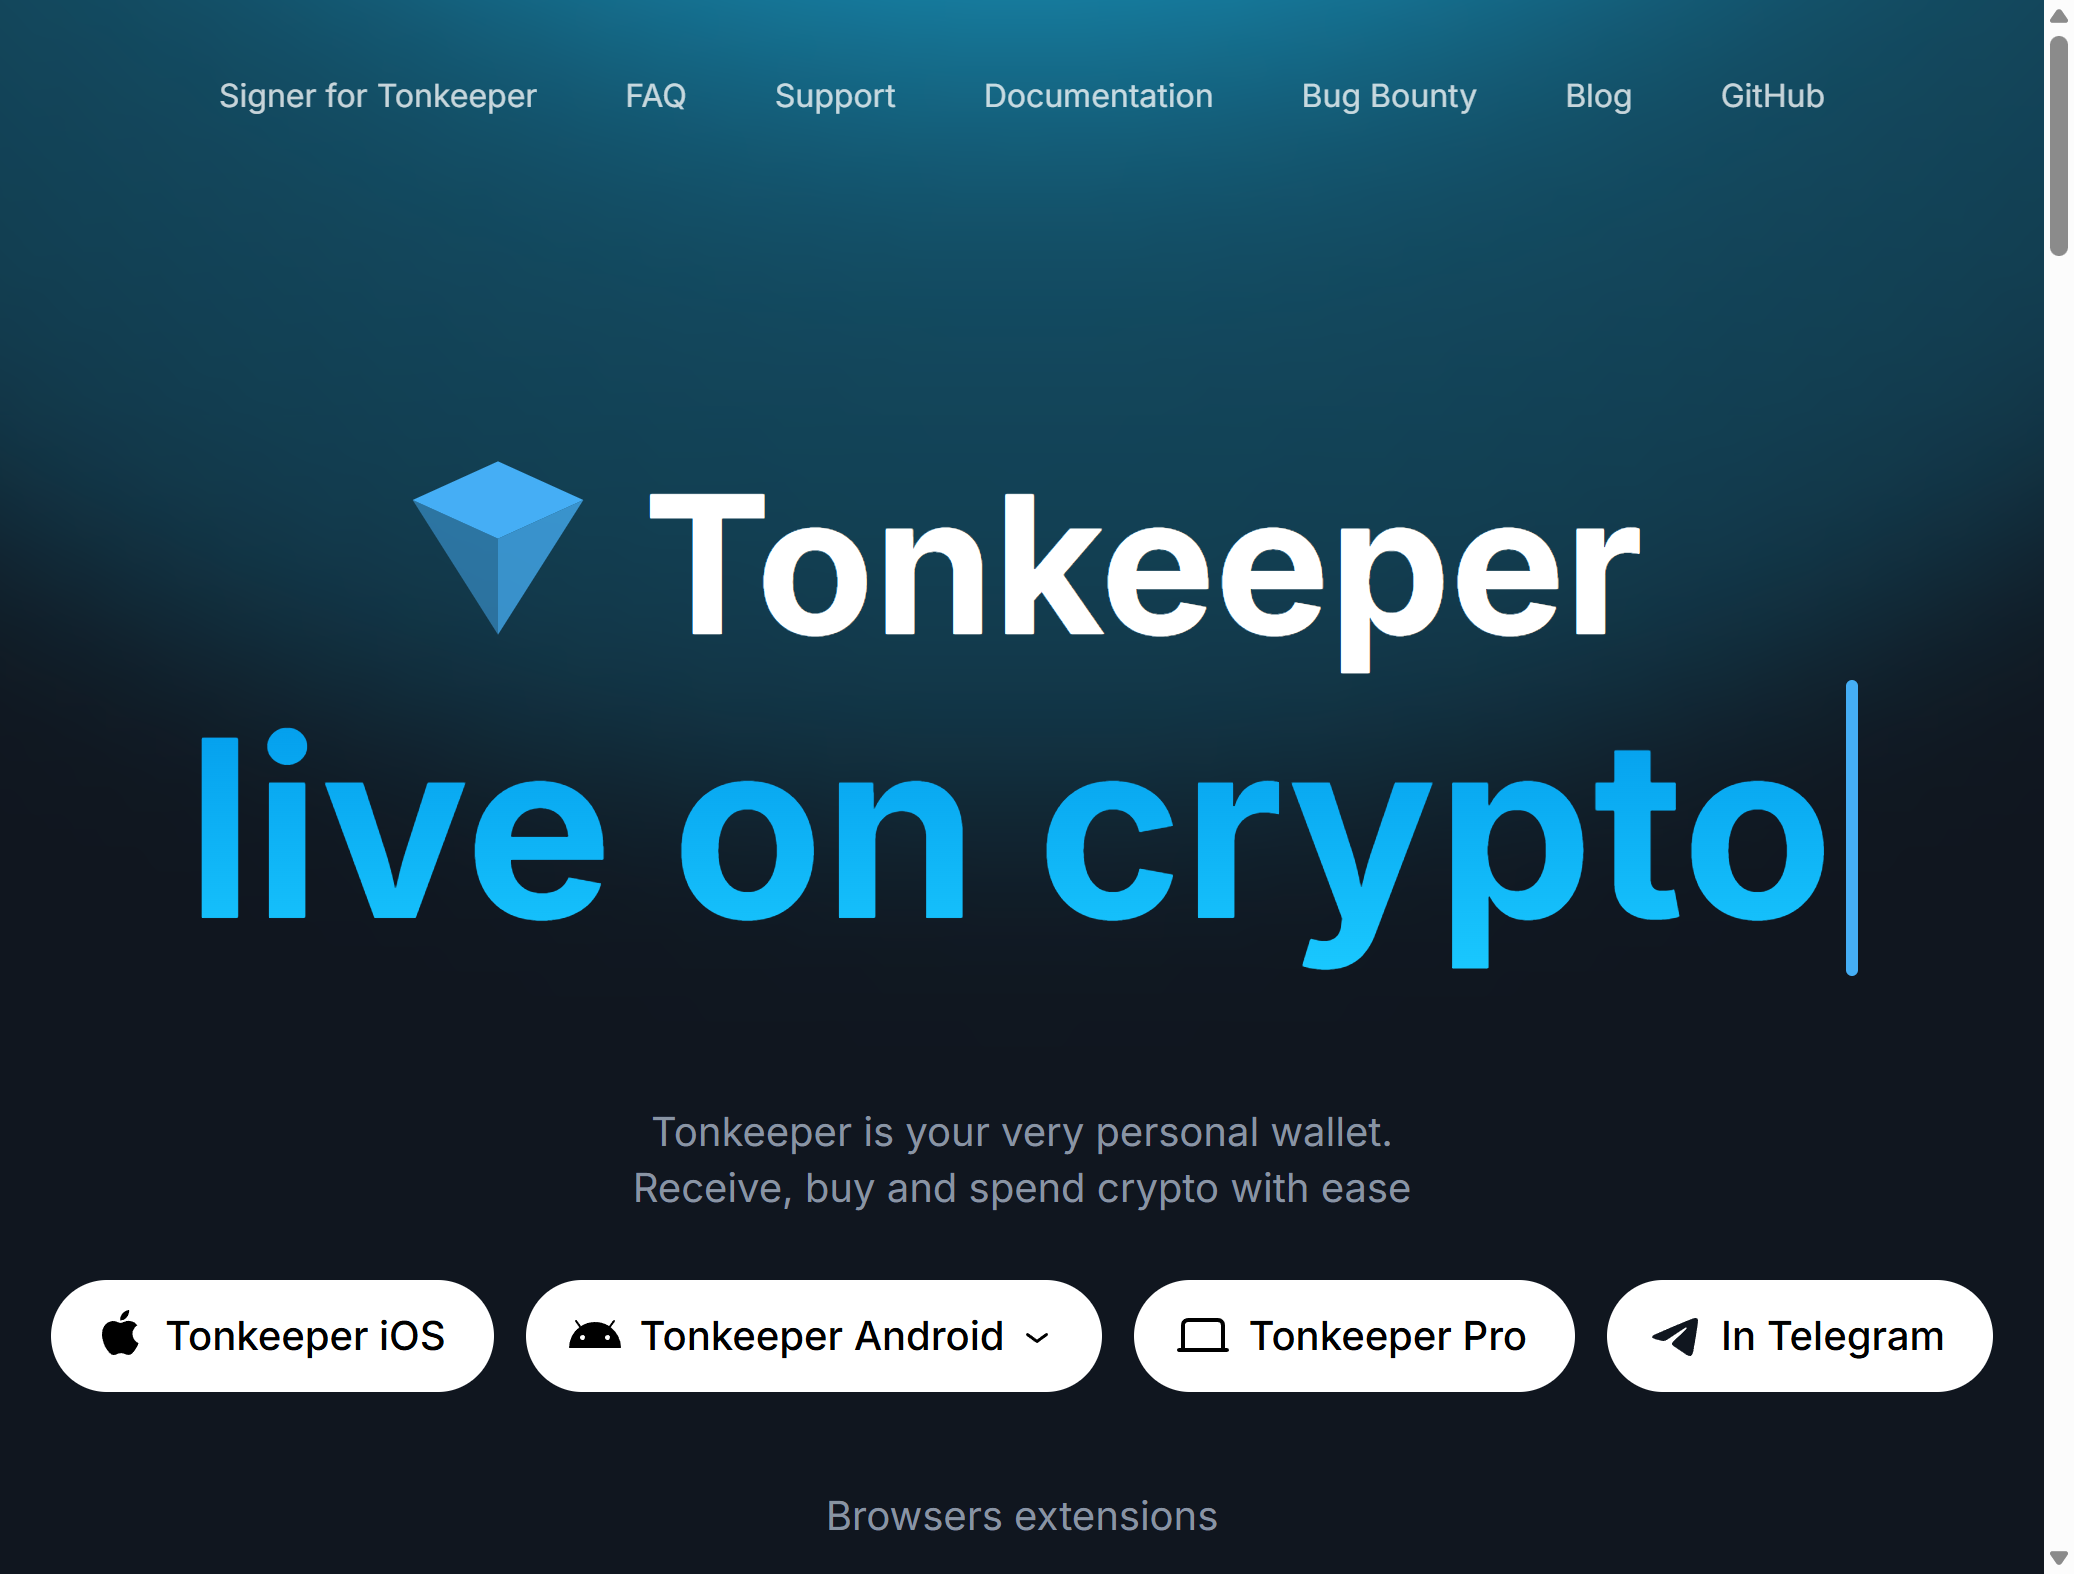 Signer for Tonkeeper FAQ Support Documentation Bug Bounty Blog GitHub
Tonkeeper
live on crypto
Tonkeeper is your very personal wallet.
Receive, buy and spend crypto with ease
Tonkeeper iOS Tonkeeper Android Tonkeeper Pro In Telegram
Browsers extensions